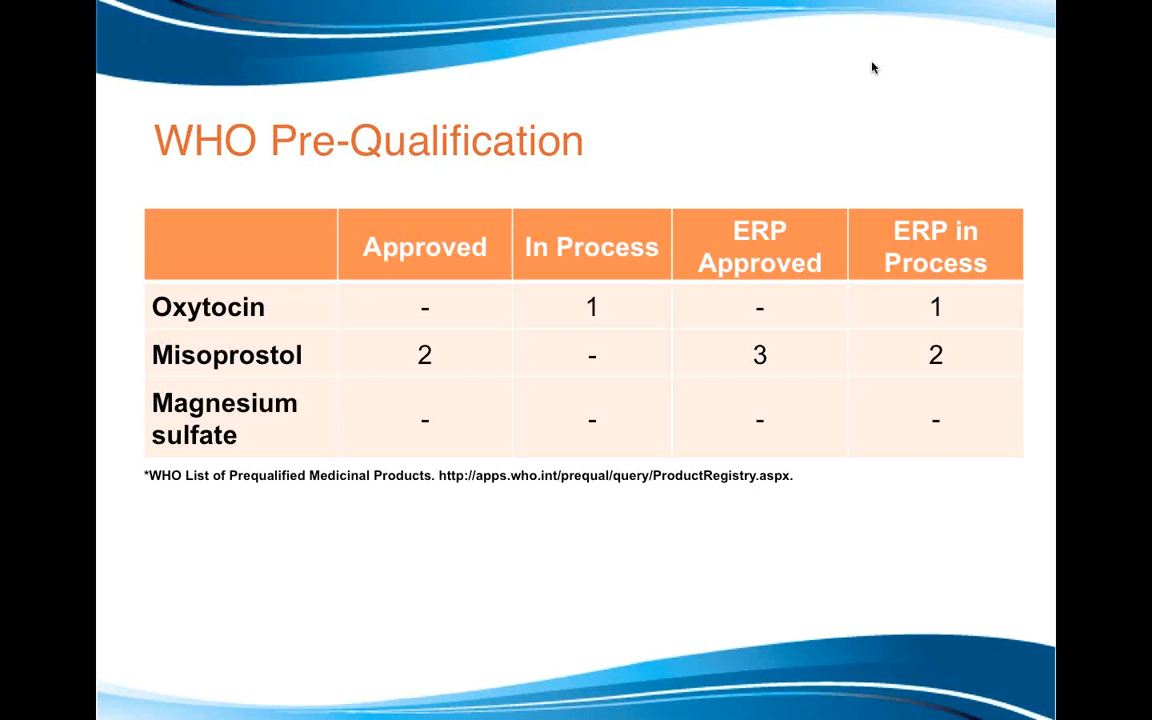 WHO Pre-Qualification
Approved In Process ERP Approved ERP in Process
Oxytocin - 1 - 1
Misoprostol 2 - 3 2
Magnesium sulfate - - - -
*WHO List of Prequalified Medicinal Products. http://apps.who.int/prequal/query/ProductRegistry.aspx.